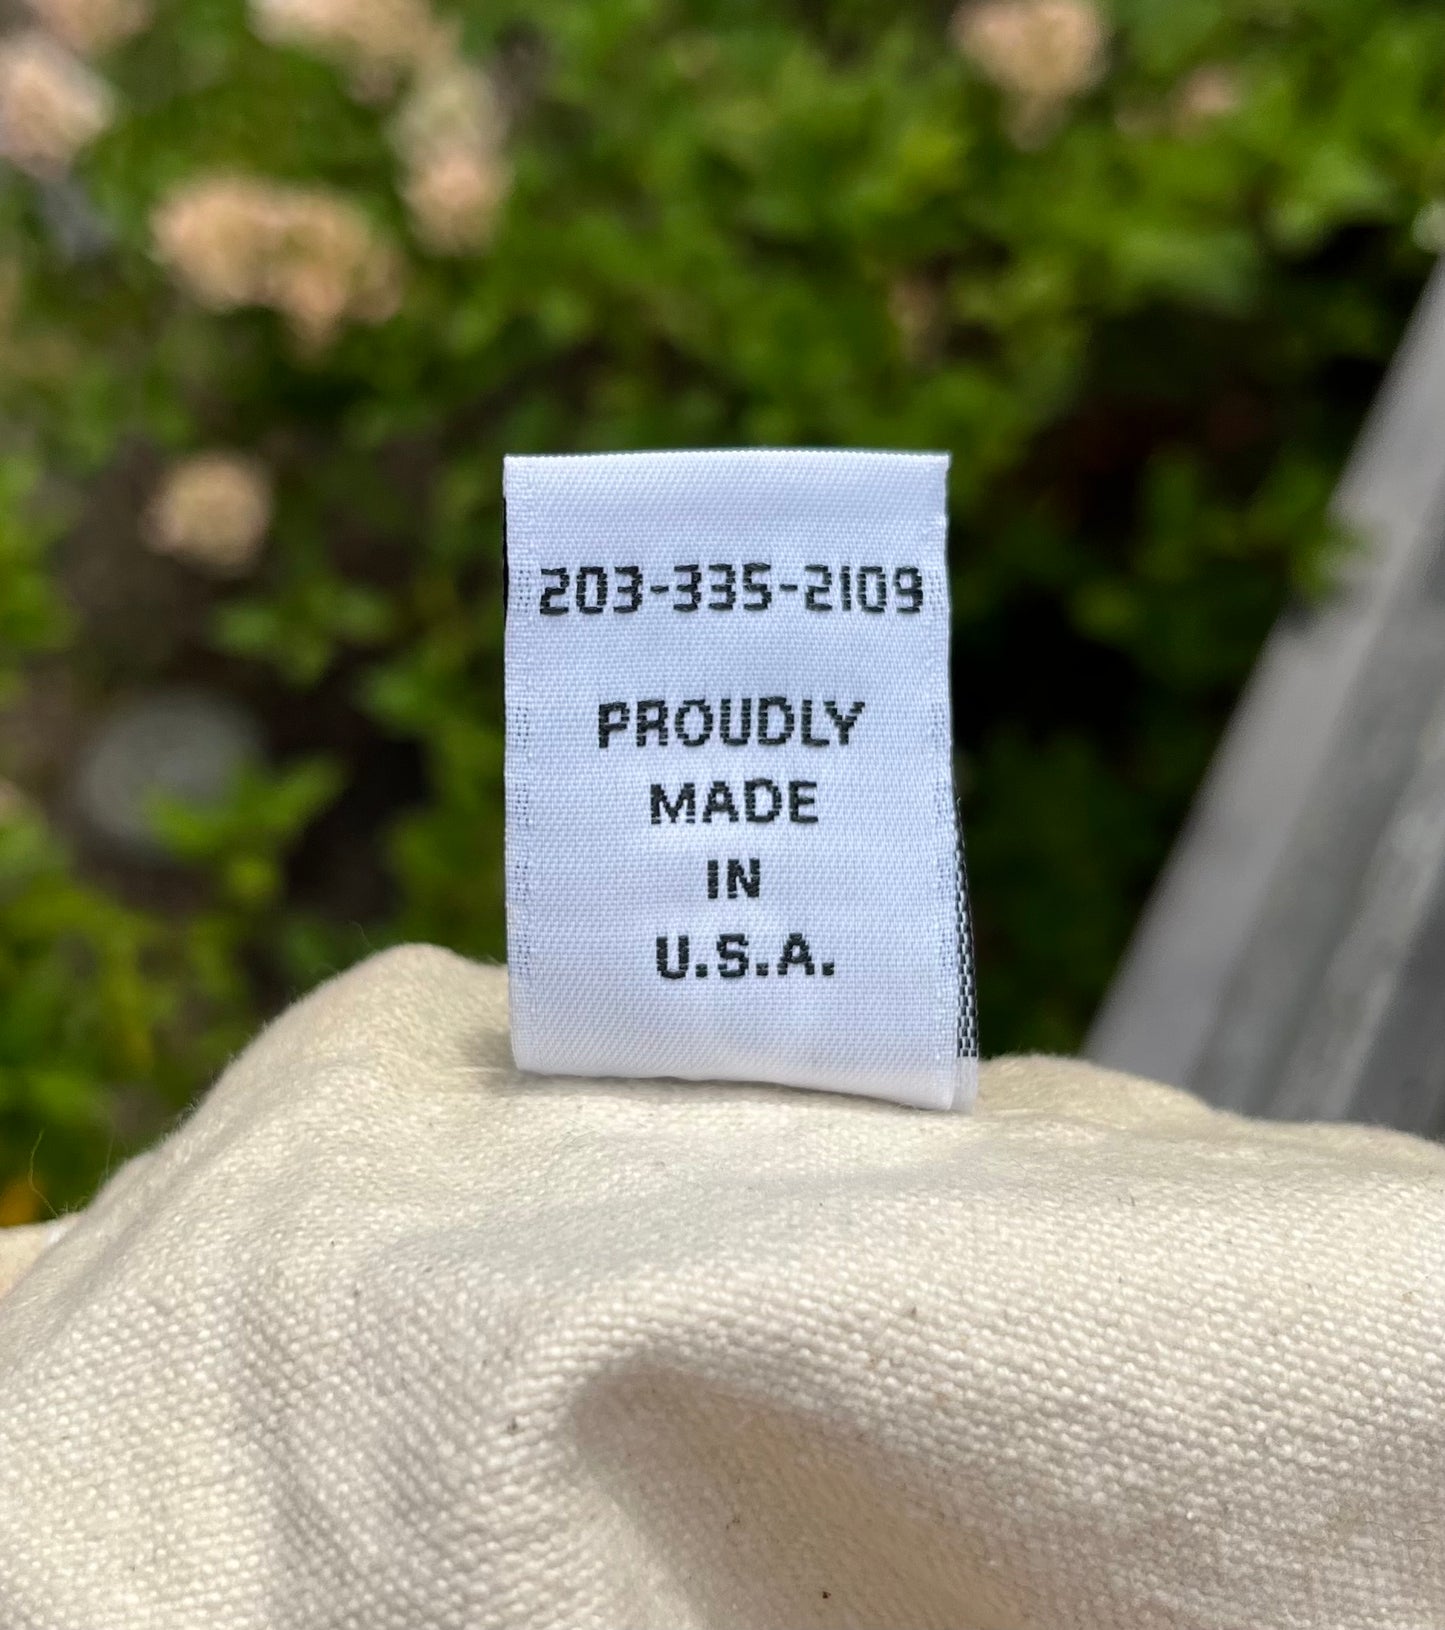 203-335-2109
PROUDLY
MADE
IN
U.S.A.